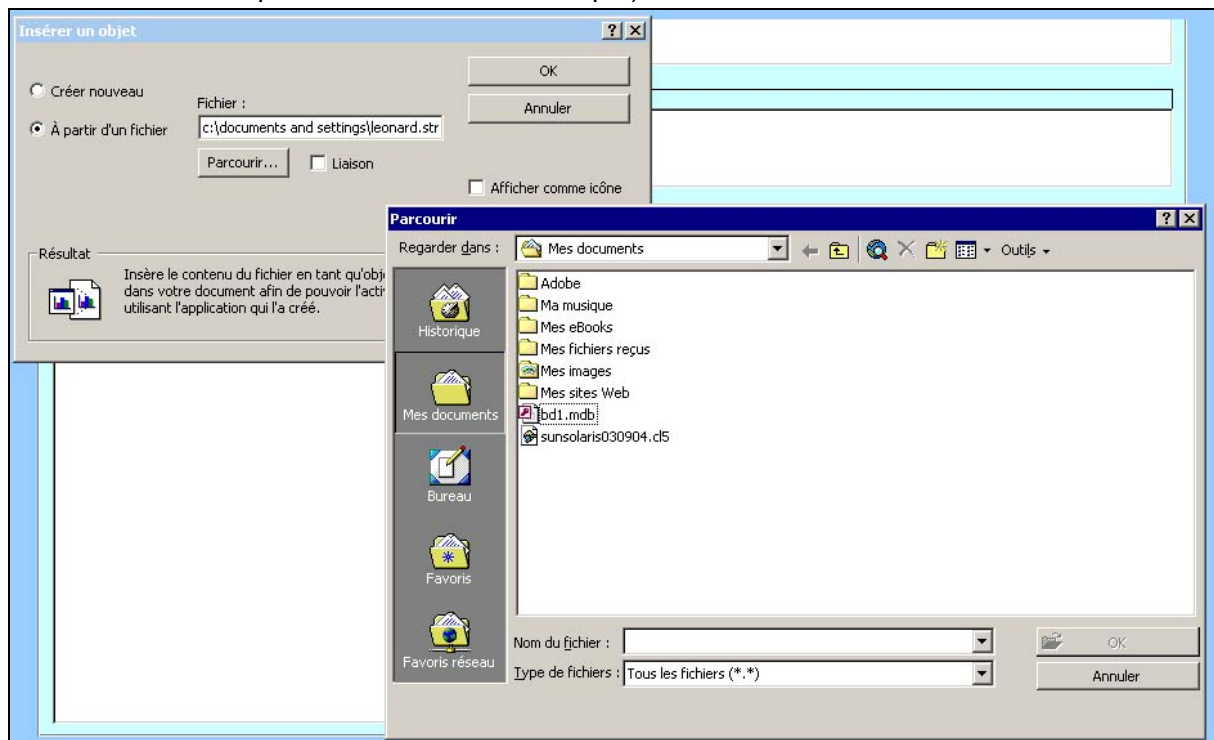 Insérer un objet
Créer nouveau
À partir d'un fichier
Fichier :
c:\documents and settings\leonard.str
Parcourir...
Liaison
OK
Annuler
Afficher comme icône
Résultat
Insère le contenu du fichier en tant qu'obj
dans votre document afin de pouvoir l'acti
utilisant l'application qui l'a créé.
Parcourir
Regarder dans :
Mes documents
Outils
Historique
Mes documents
Bureau
Favoris
Favoris réseau
Adobe
Ma musique
Mes eBooks
Mes fichiers reçus
Mes images
Mes sites Web
bd1.mdb
sunsolaris030904.cl5
Nom du fichier :
OK
Type de fichiers : Tous les fichiers (*.*)
Annuler